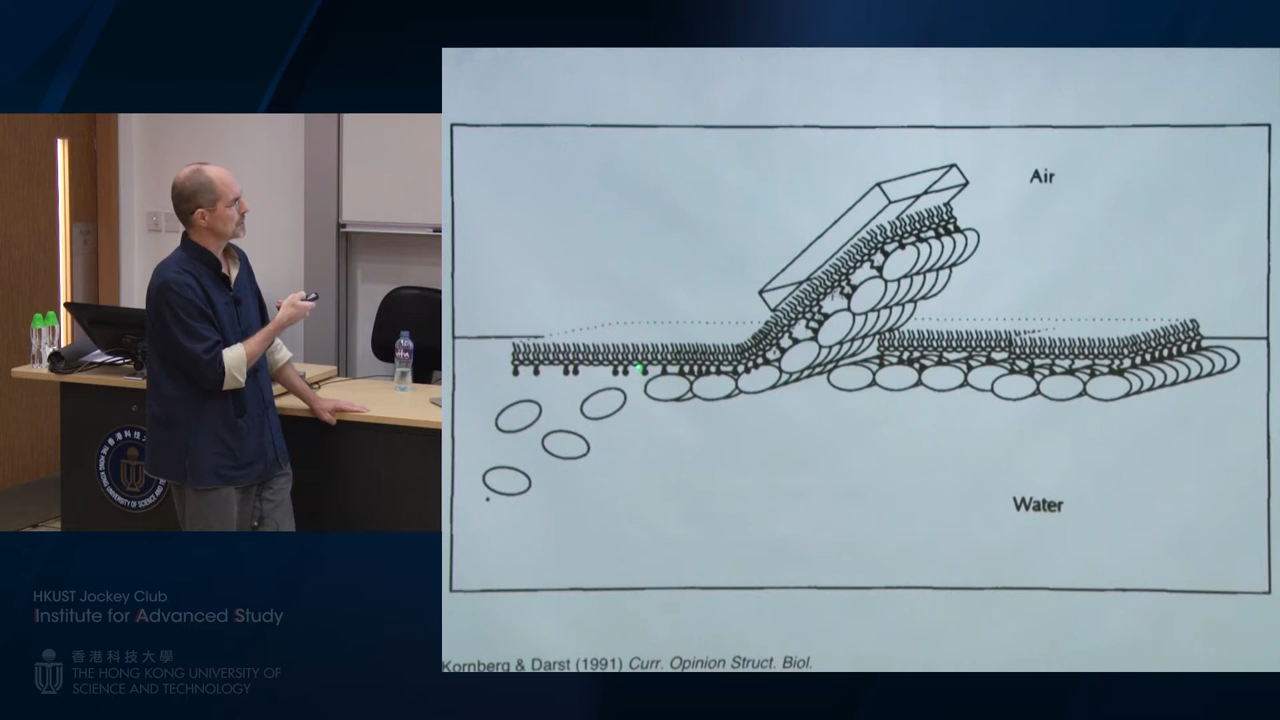 Air
Water
Kornberg & Darst (1991) Curr. Opinion Struct. Biol.
HKUST Jockey Club
Institute for Advanced Study
香港科技大學
THE HONG KONG UNIVERSITY OF
SCIENCE AND TECHNOLOGY